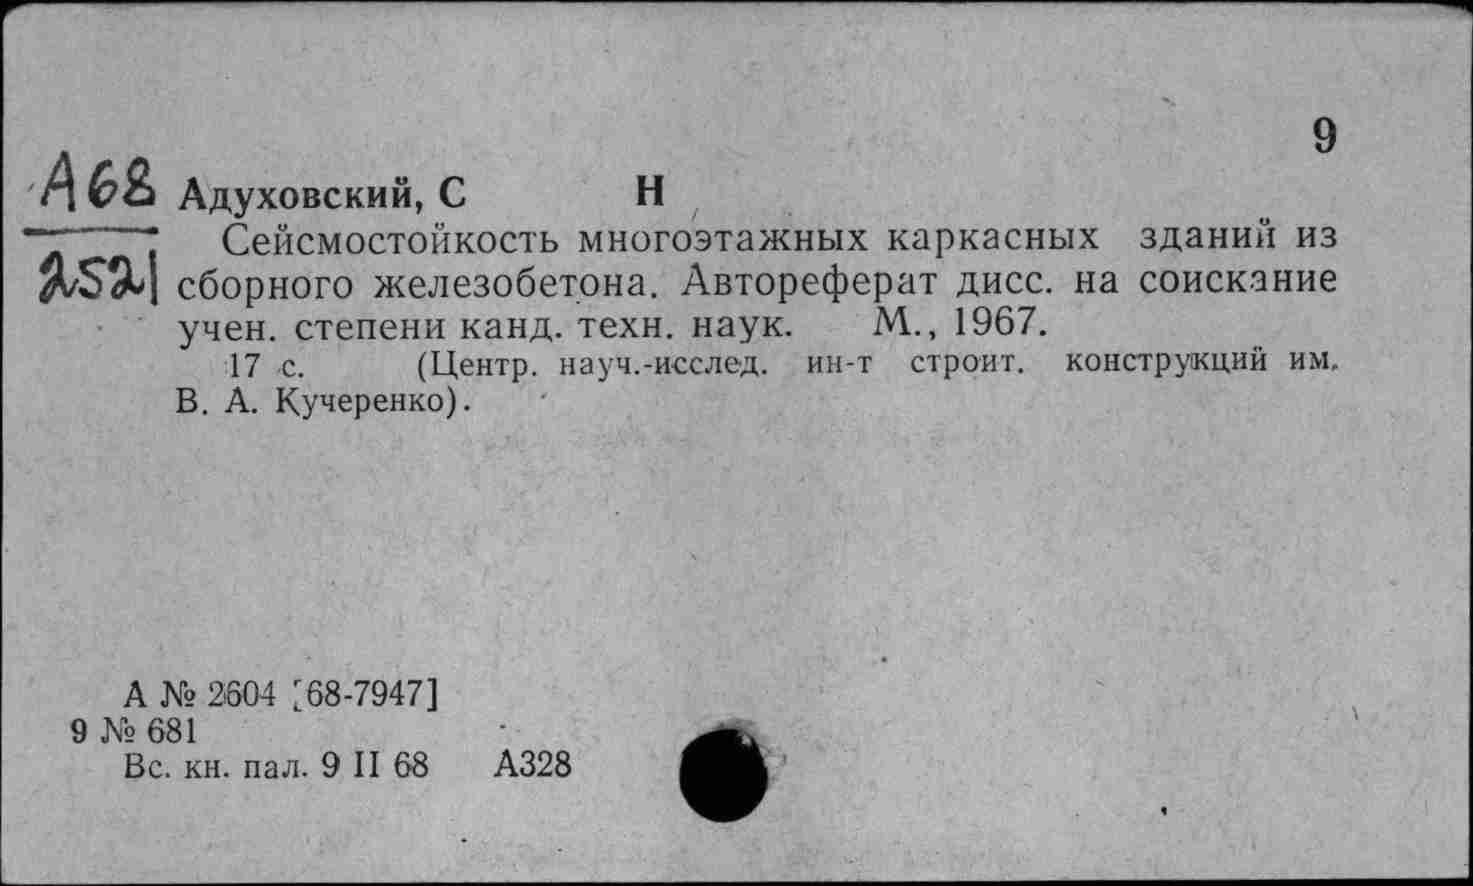 9
А68 Адуховский, С Н
Сейсмостойкость многоэтажных каркасных зданий из
2521 сборного железобетона. Автореферат дисс. на соискание
учен. степени канд. техн. наук. М., 1967.
17 с. (Центр. науч.-исслед. ин-т строит. конструкций им.
В. А. Кучеренко).
А № 2604 [68-7947]
9 № 681
Вс. кн. пал. 9 II 68 А328